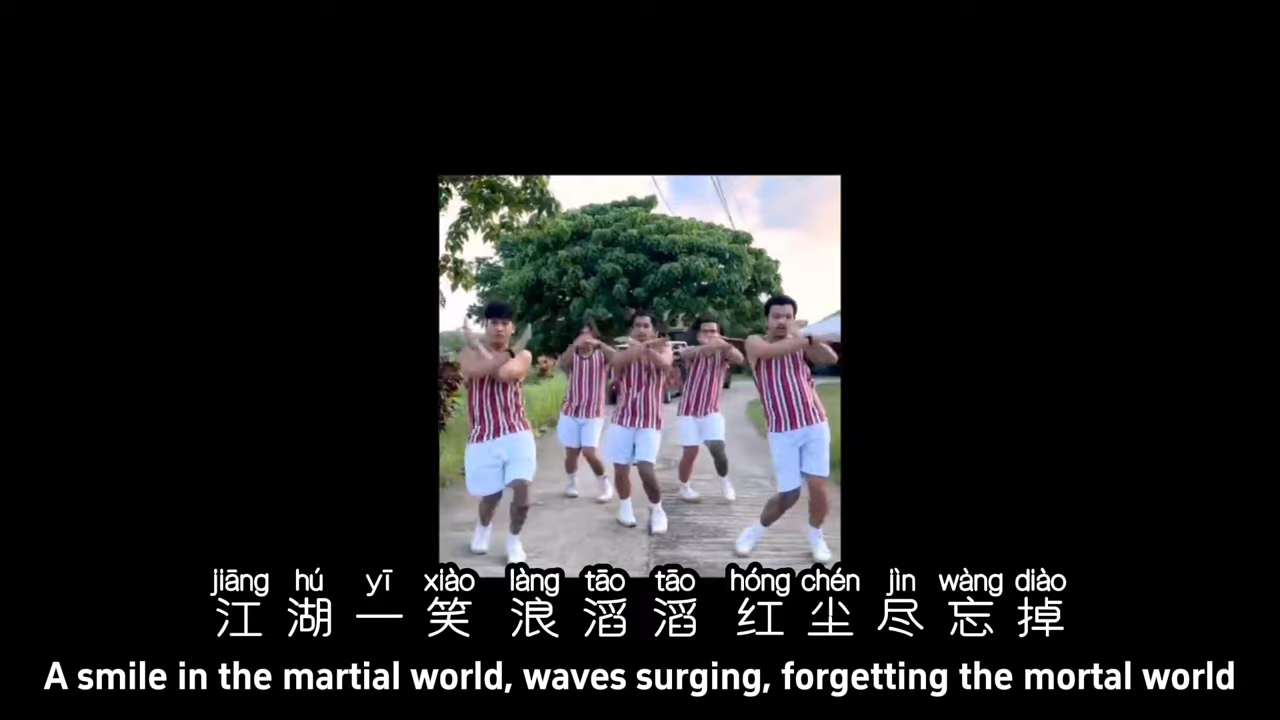 jiāng hú yī xiào làng tāo tāo hóng chén jìn wàng diào
江湖一笑 浪滔滔 红尘尽忘掉
A smile in the martial world, waves surging, forgetting the mortal world